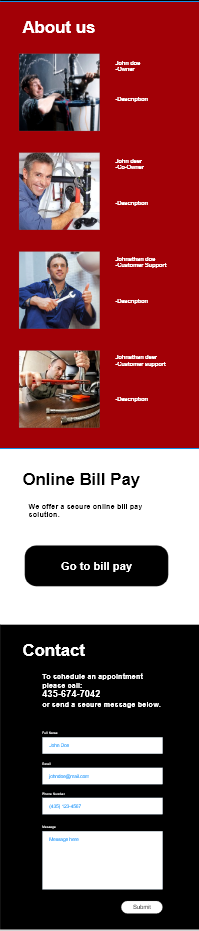 About us
John doe
-Owner
-Description
John deer
-Co-Owner
-Description
Johnathan doe
-Customer Support
-Description
Johnathan deer
-Customer support
-Description
Online Bill Pay
We offer a secure online bill pay
solution.
Go to bill pay
Contact
To schedule an appointment
please call:
435-674-7042
or send a secure message below.
Full Name
John Doe
Email
johndoe@mail.com
Phone Number
(435) 123-4567
Message
Message here
Submit